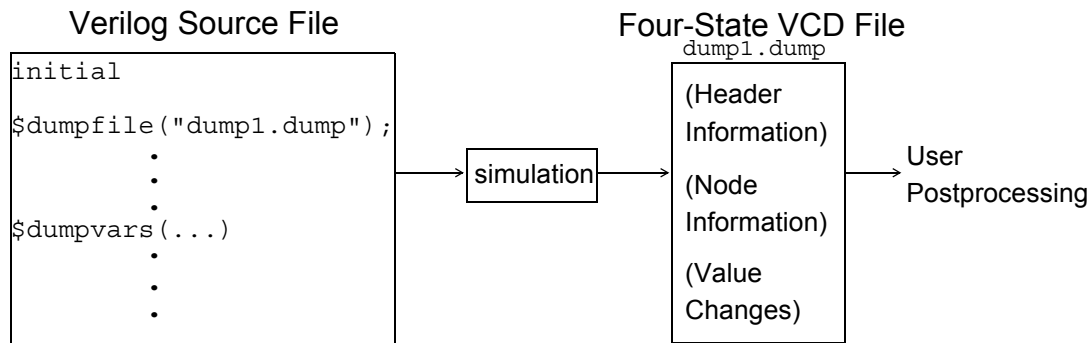 Verilog Source File
initial
$dumpfile("dump1.dump");
.
.
.
$dumpvars(...)
.
.
.
simulation
Four-State VCD File
dump1.dump
(Header
Information)
(Node
Information)
(Value
Changes)
User
Postprocessing